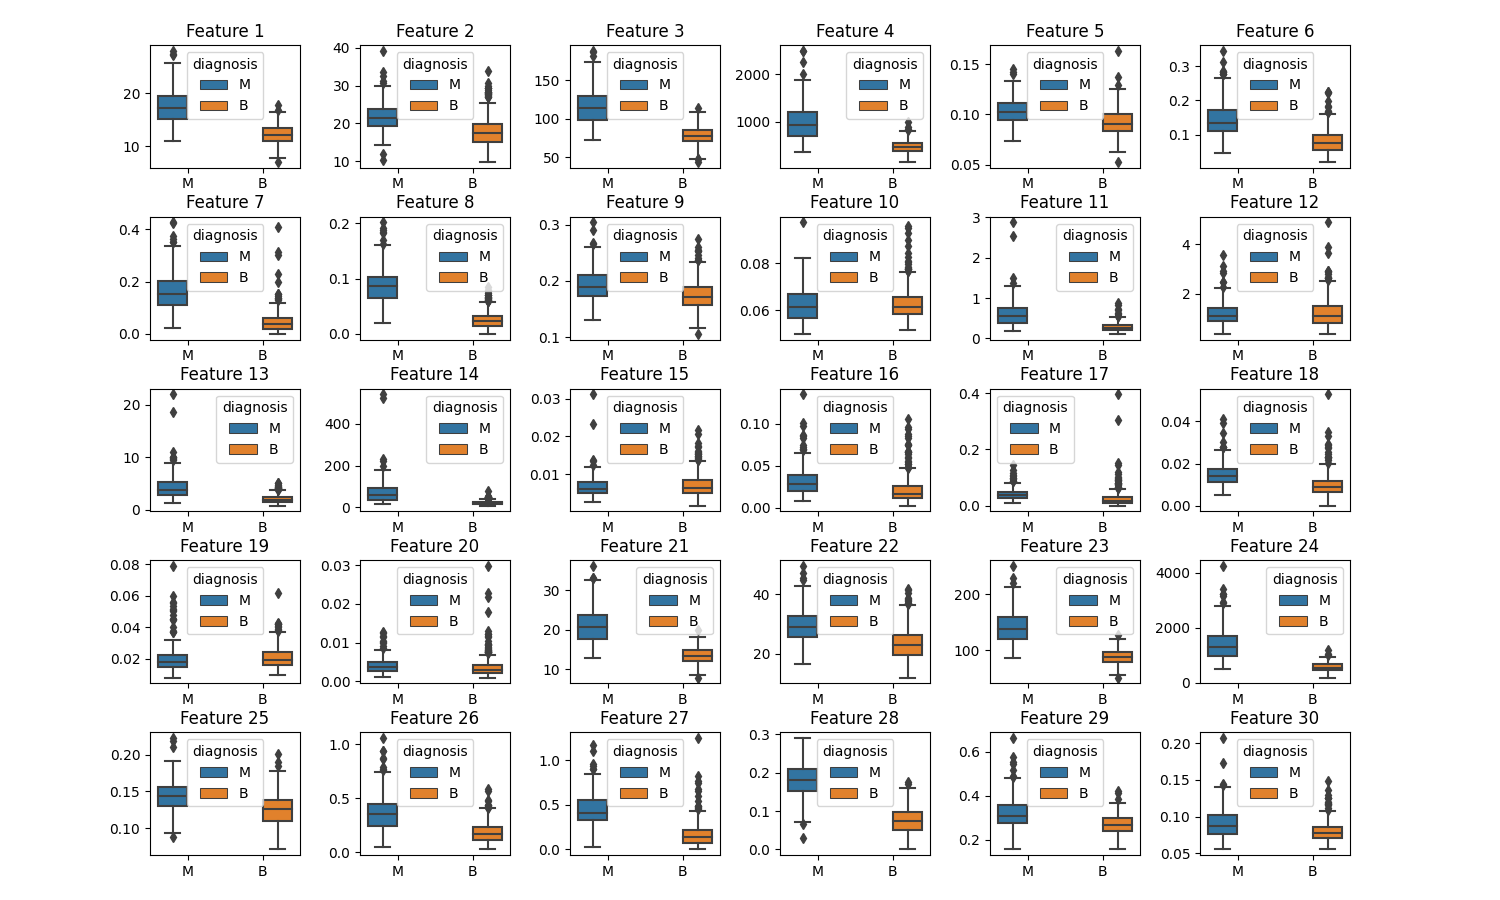 Feature 1
20
10
diagnosis
M
B
M
B
Feature 2
40
30
20
10
diagnosis
M
B
M
B
Feature 3
150
100
50
diagnosis
M
B
M
B
Feature 4
2000
1000
diagnosis
M
B
M
B
Feature 5
0.15
0.10
0.05
diagnosis
M
B
M
B
Feature 6
0.3
0.2
0.1
diagnosis
M
B
M
B
Feature 7
0.4
0.2
0.0
diagnosis
M
B
M
B
Feature 8
0.2
0.1
0.0
diagnosis
M
B
M
B
Feature 9
0.3
0.2
0.1
diagnosis
M
B
M
B
Feature 10
0.08
0.06
diagnosis
M
B
M
B
Feature 11
3
2
1
0
diagnosis
M
B
M
B
Feature 12
4
2
diagnosis
M
B
M
B
Feature 13
20
10
0
diagnosis
M
B
M
B
Feature 14
400
200
0
diagnosis
M
B
M
B
Feature 15
0.03
0.02
0.01
diagnosis
M
B
M
B
Feature 16
0.10
0.05
0.00
diagnosis
M
B
M
B
Feature 17
0.4
0.2
0.0
diagnosis
M
B
M
B
Feature 18
0.04
0.02
0.00
diagnosis
M
B
M
B
Feature 19
0.08
0.06
0.04
0.02
diagnosis
M
B
M
B
Feature 20
0.03
0.02
0.01
0.00
diagnosis
M
B
M
B
Feature 21
30
20
10
diagnosis
M
B
M
B
Feature 22
40
20
diagnosis
M
B
M
B
Feature 23
200
100
diagnosis
M
B
M
B
Feature 24
4000
2000
0
diagnosis
M
B
M
B
Feature 25
0.20
0.15
0.10
diagnosis
M
B
M
B
Feature 26
1.0
0.5
0.0
diagnosis
M
B
M
B
Feature 27
1.0
0.5
0.0
diagnosis
M
B
M
B
Feature 28
0.3
0.2
0.1
0.0
diagnosis
M
B
M
B
Feature 29
0.6
0.4
0.2
diagnosis
M
B
M
B
Feature 30
0.20
0.15
0.10
0.05
diagnosis
M
B
M
B